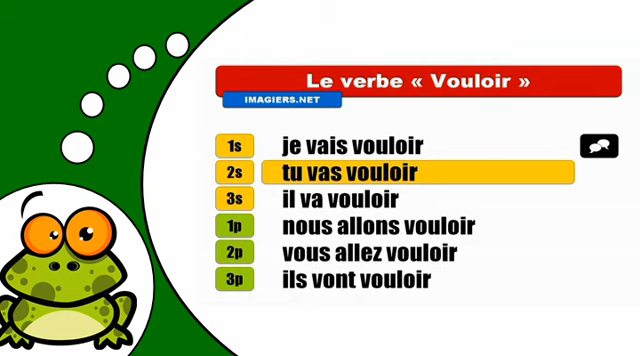 Le verbe « Vouloir »
IMAGIERS.NET
1s je vais vouloir
2s tu vas vouloir
3s il va vouloir
1p nous allons vouloir
2p vous allez vouloir
3p ils vont vouloir